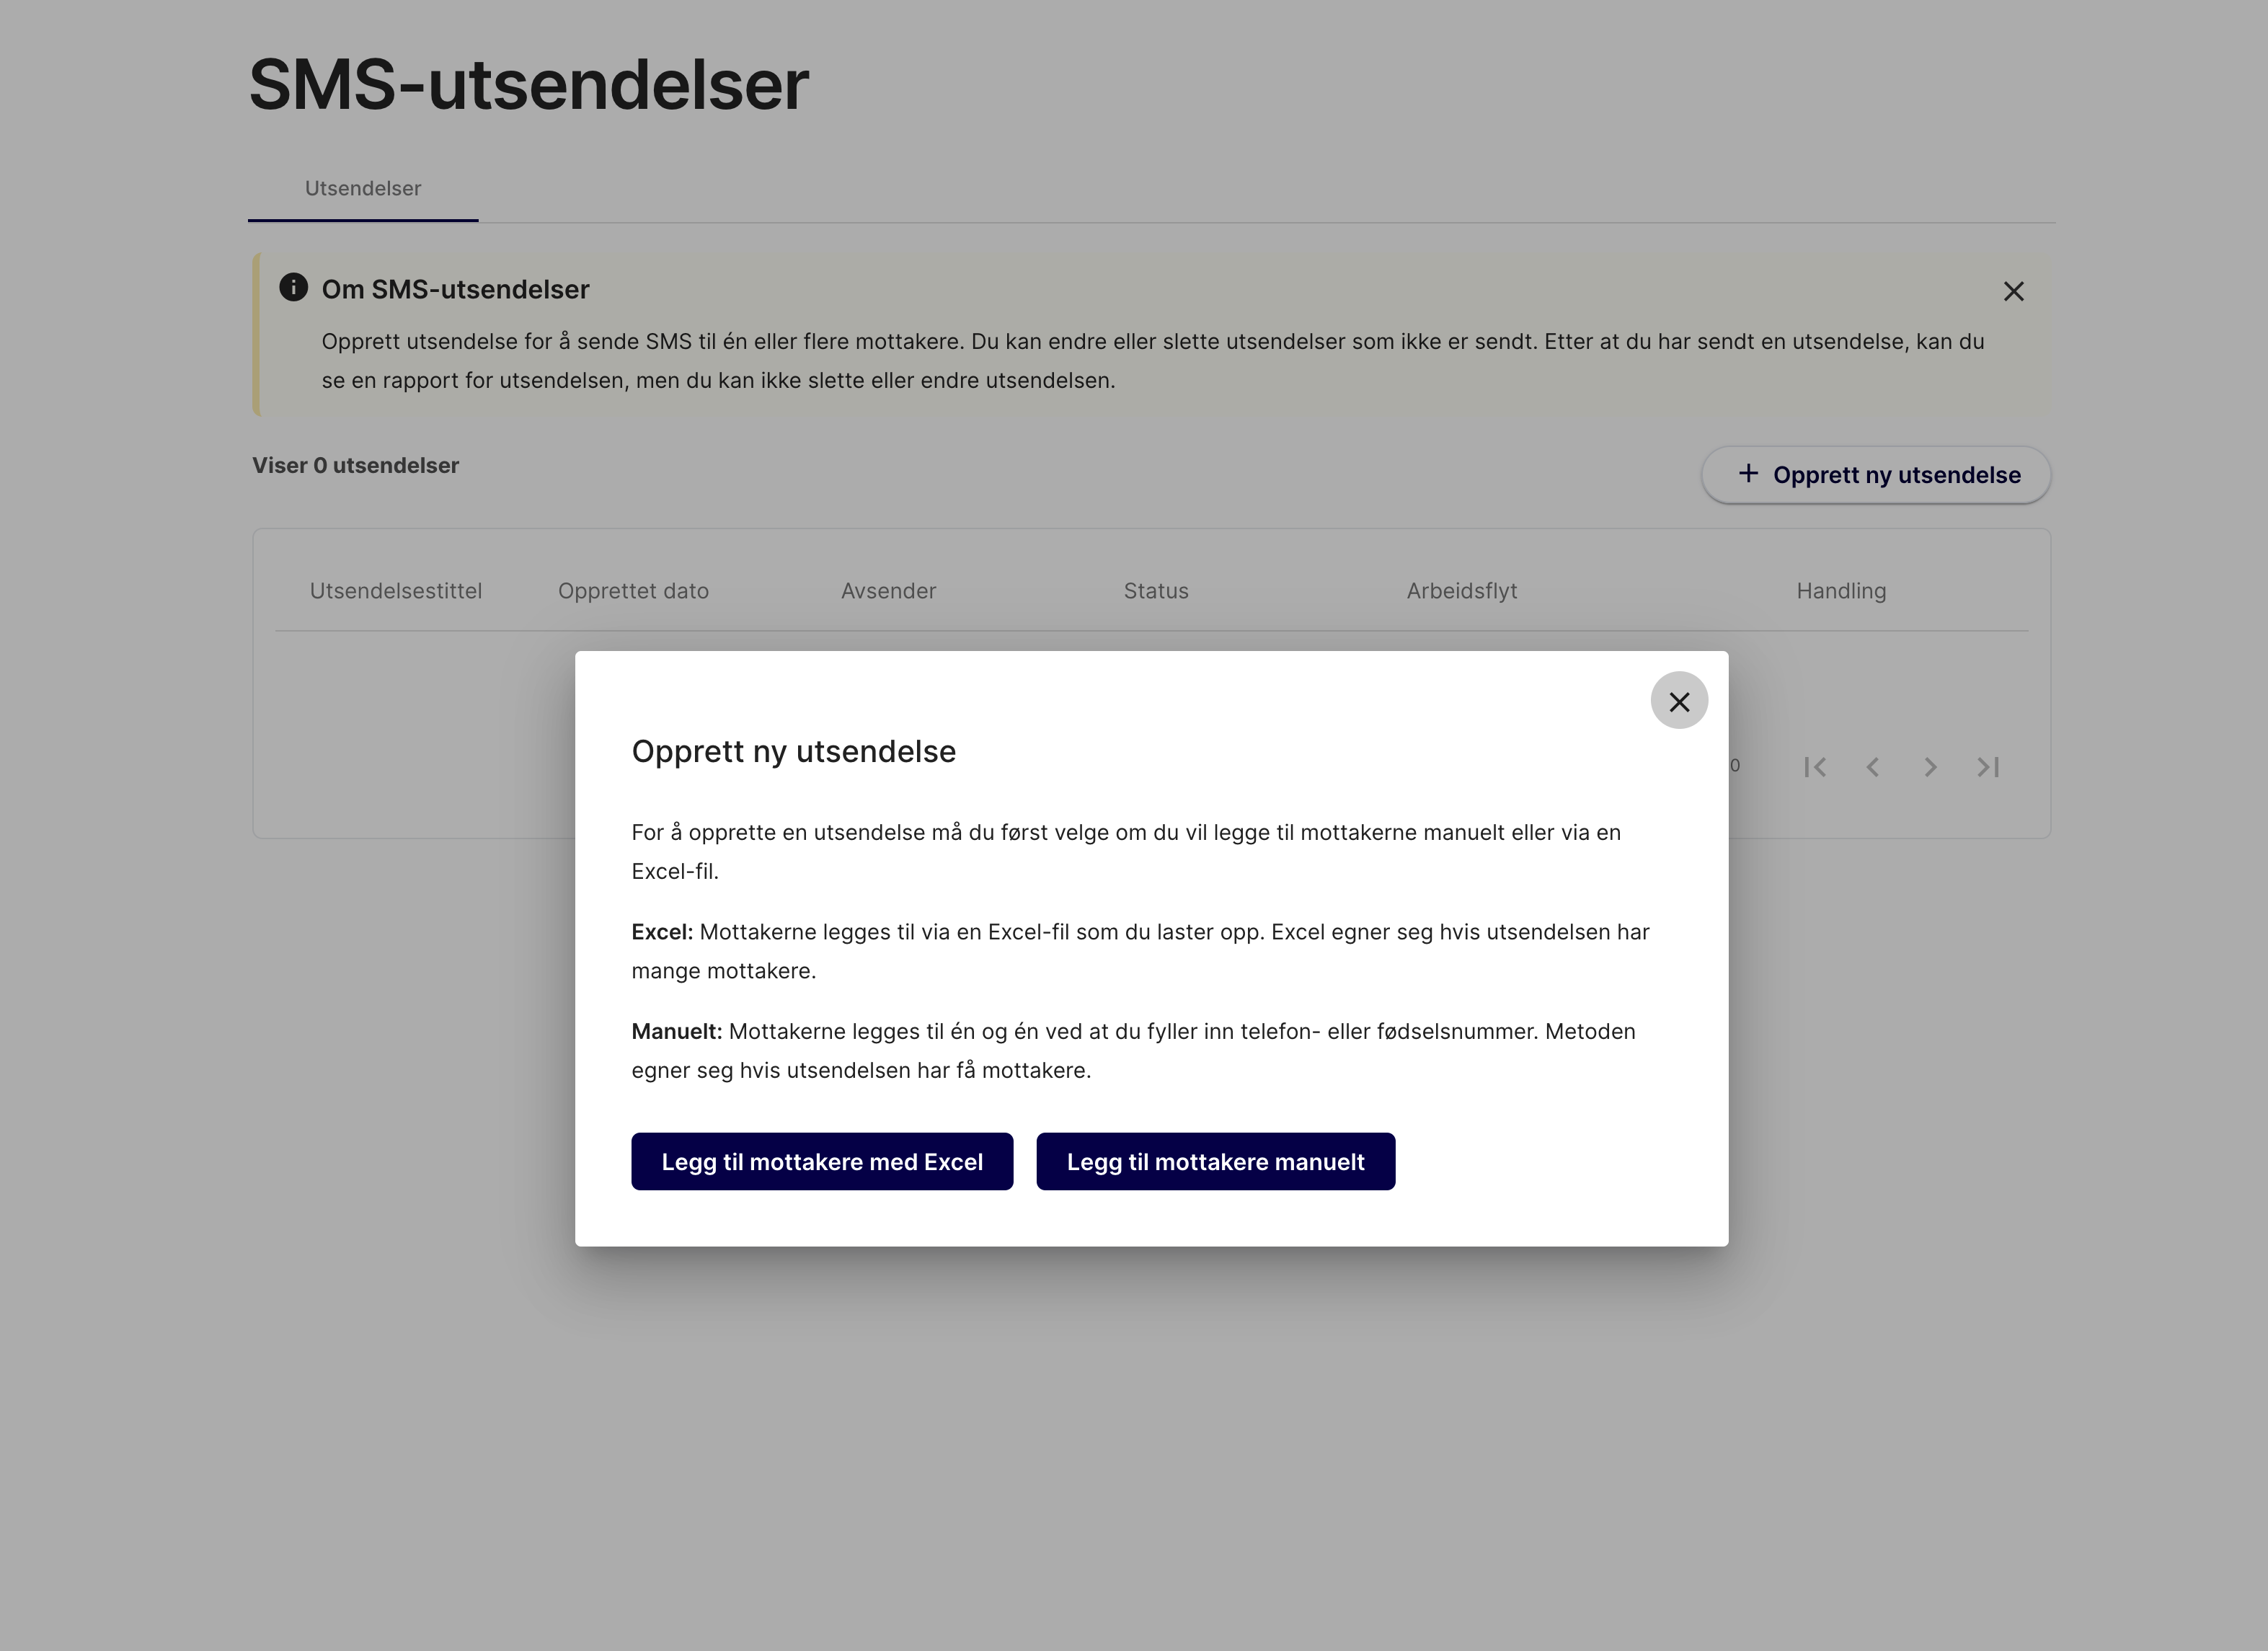 SMS-utsendelser
Utsendelser
Om SMS-utsendelser
Opprett utsendelse for å sende SMS til én eller flere mottakere. Du kan endre eller slette utsendelser som ikke er sendt. Etter at du har sendt en utsendelse, kan du
se en rapport for utsendelsen, men du kan ikke slette eller endre utsendelsen.
Viser 0 utsendelser
+ Opprett ny utsendelse
Utsendelsestittel Opprettet dato Avsender Status Arbeidsflyt Handling
0
Opprett ny utsendelse
For å opprette en utsendelse må du først velge om du vil legge til mottakerne manuelt eller via en
Excel-fil.
Excel: Mottakerne legges til via en Excel-fil som du laster opp. Excel egner seg hvis utsendelsen har
mange mottakere.
Manuelt: Mottakerne legges til én og én ved at du fyller inn telefon- eller fødselsnummer. Metoden
egner seg hvis utsendelsen har få mottakere.
Legg til mottakere med Excel Legg til mottakere manuelt